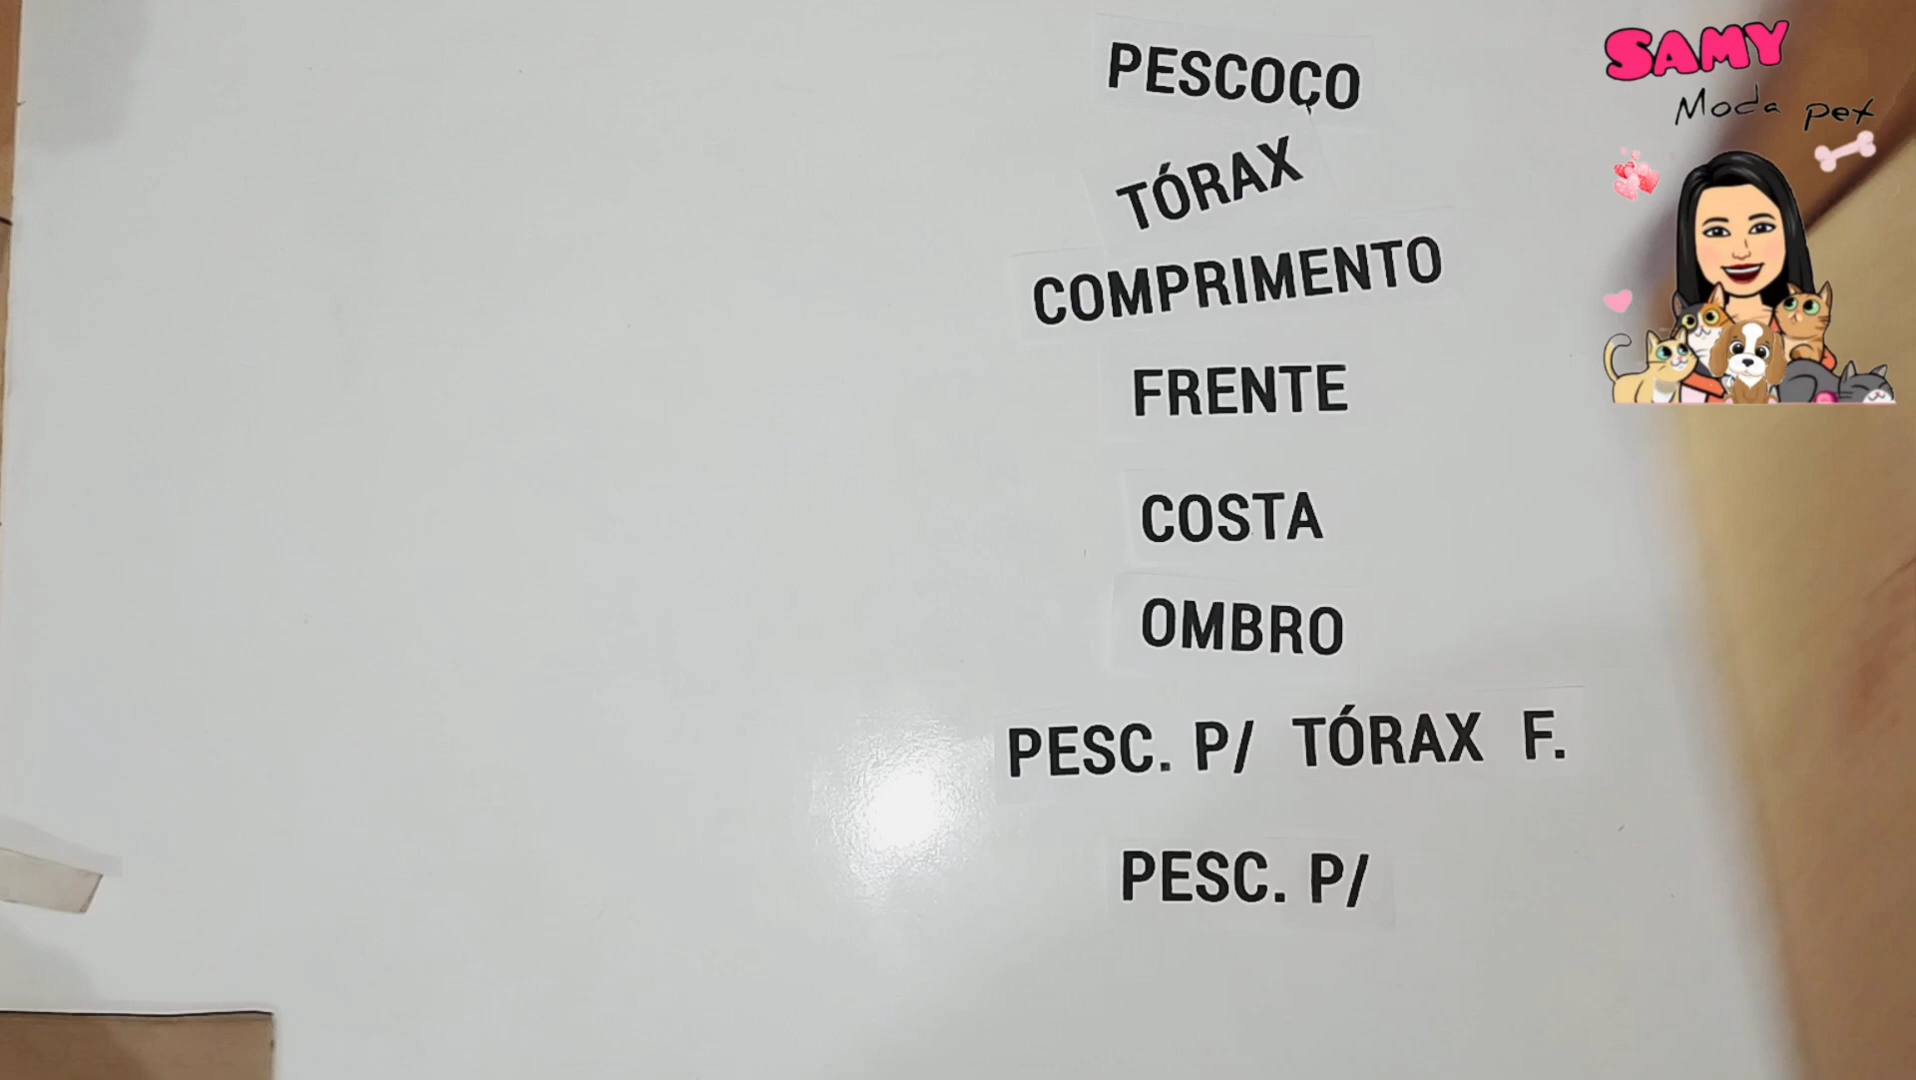 PESCOÇO
TÓRAX
COMPRIMENTO
FRENTE
COSTA
OMBRO
PESC. P/ TÓRAX F.
PESC. P/
SAMY
Moda pet